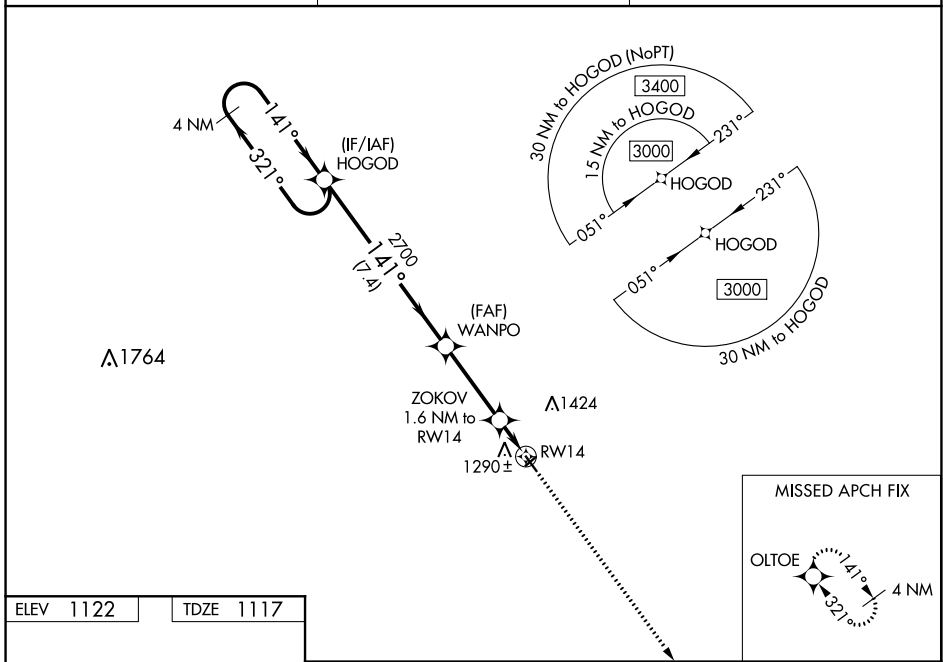 30 NM to HOGOD (NoPT)
3400
15 NM to HOGOD
3000
231°
HOGOD
051°
231°
HOGOD
051°
3000
30 NM to HOGOD
4 NM
141°
321°
(IF/IAF)
HOGOD
2700
141°
(7.4)
(FAF)
WANPO
1764
ZOKOV
1.6 NM to
RW14
1424
1290±
RW14
MISSED APCH FIX
OLTOE
141°
321°
4 NM
ELEV 1122
TDZE 1117